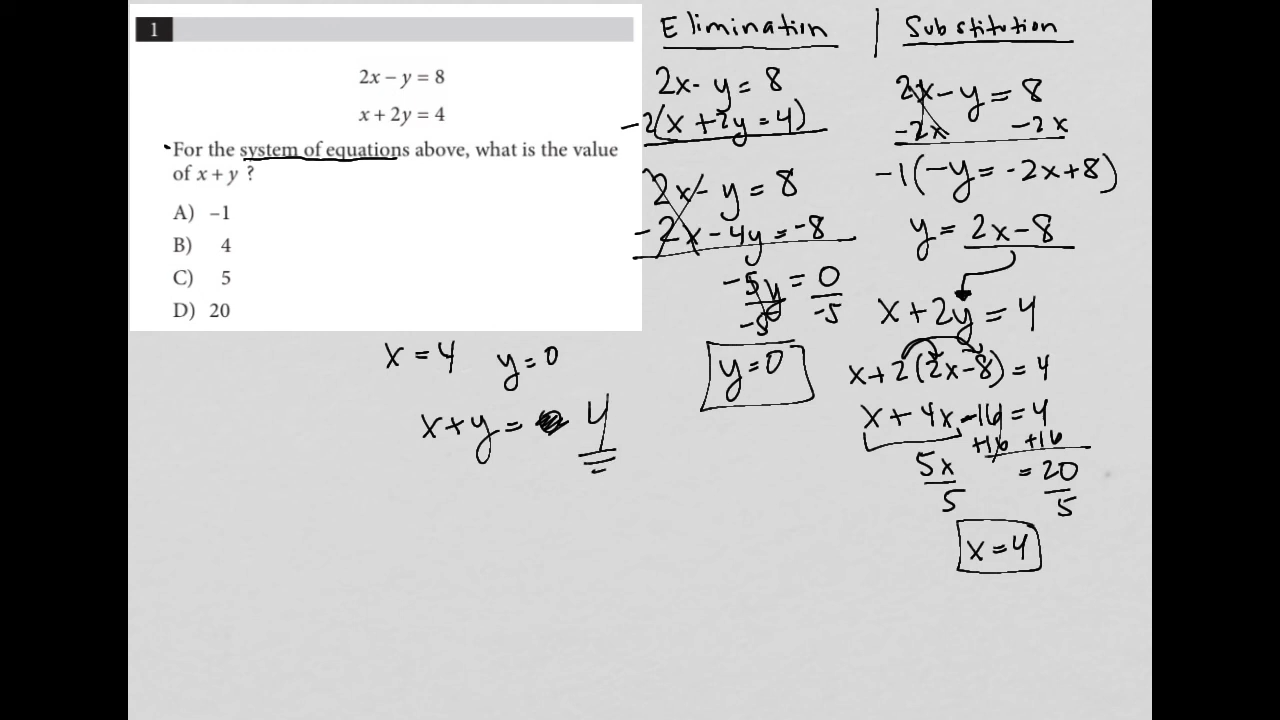 1
2x − y = 8
x + 2y = 4
For the system of equations above, what is the value
of x + y ?
A) −1
B) 4
C) 5
D) 20
x = 4 y = 0
x + y = 4
Elimination
2x - y = 8
-2(x + 2y = 4)
2x - y = 8
-2x - 4y = -8
-5y = 0
-5 -5
y = 0
Substitution
2x - y = 8
-2x -2x
-1(-y = -2x + 8)
y = 2x - 8
x + 2y = 4
x + 2(2x - 8) = 4
x + 4x - 16 = 4
+16 +16
5x = 20
5 5
x = 4